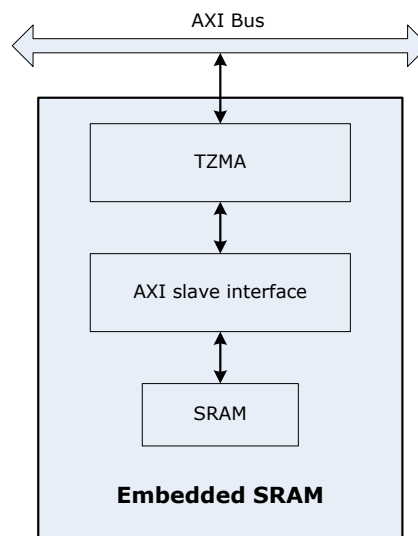 AXI Bus
TZMA
AXI slave interface
SRAM
Embedded SRAM